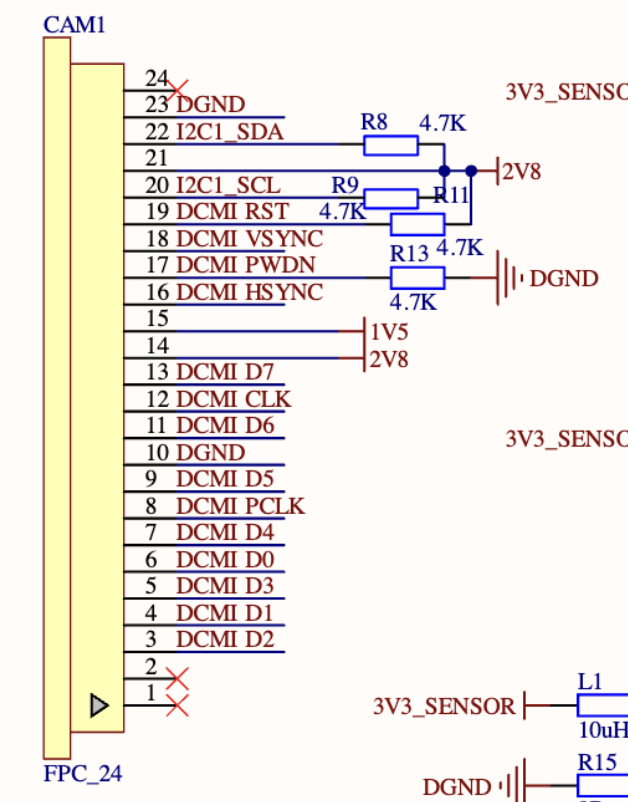 CAM1
24
3V3_SENSO
23 DGND
22 I2C1_SDA R8 4.7K
21 2V8
20 I2C1_SCL R9 R11
19 DCMI RST 4.7K
18 DCMI VSYNC 4.7K
17 DCMI PWDN R13 DGND
16 DCMI HSYNC 4.7K
15 1V5
14 2V8
13 DCMI D7
12 DCMI CLK
11 DCMI D6
3V3_SENSO
10 DGND
9 DCMI D5
8 DCMI PCLK
7 DCMI D4
6 DCMI D0
5 DCMI D3
4 DCMI D1
3 DCMI D2
2
1
L1
3V3_SENSOR
10uH
FPC_24
R15
DGND